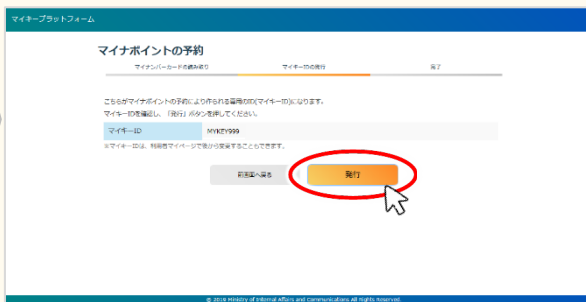 マイキープラットフォーム
マイナポイントの予約
マイナンバーカードの読み取り
マイキーIDの発行
完了
こちらがマイナポイントの予約により作られる専用のID(マイキーID)になります。
マイキーIDを確認し、「発行」ボタンを押してください。
マイキーID MYKEY999
※マイキーIDは、利用者マイページで後から変更することもできます。
前画面へ戻る
発行
© 2019 Ministry of Internal Affairs and Communications All Rights Reserved.